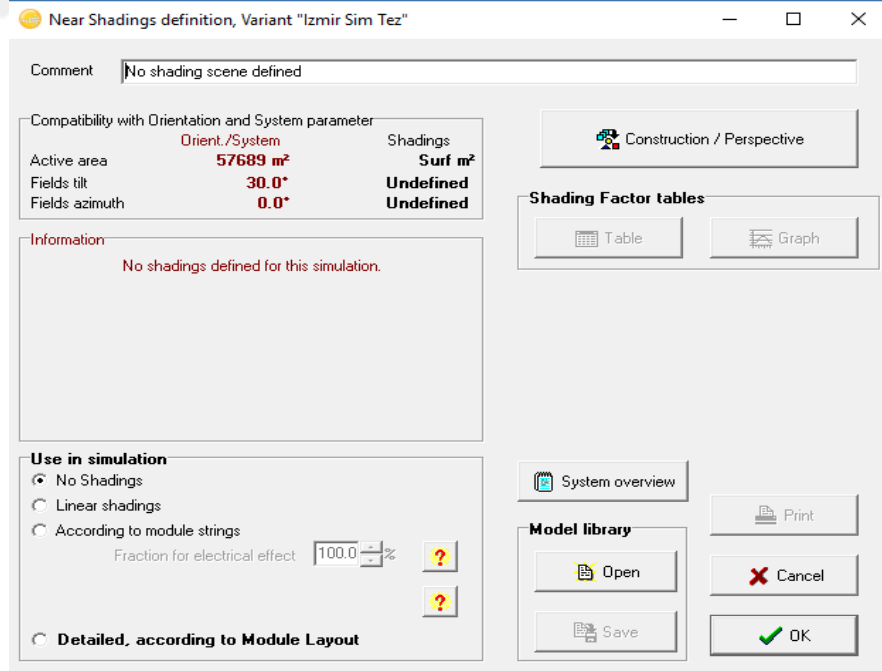 Near Shadings definition, Variant "Izmir Sim Tez"
Comment No shading scene defined
Compatibility with Orientation and System parameter
Orient./System Shadings
Active area 57689 m² Surf m²
Fields tilt 30.0° Undefined
Fields azimuth 0.0° Undefined
Information
No shadings defined for this simulation.
Use in simulation
No Shadings
Linear shadings
According to module strings
Fraction for electrical effect 100.0 %
?
?
Detailed, according to Module Layout
Construction / Perspective
Shading Factor tables
Table Graph
System overview
Model library
Open
Save
Print
Cancel
OK